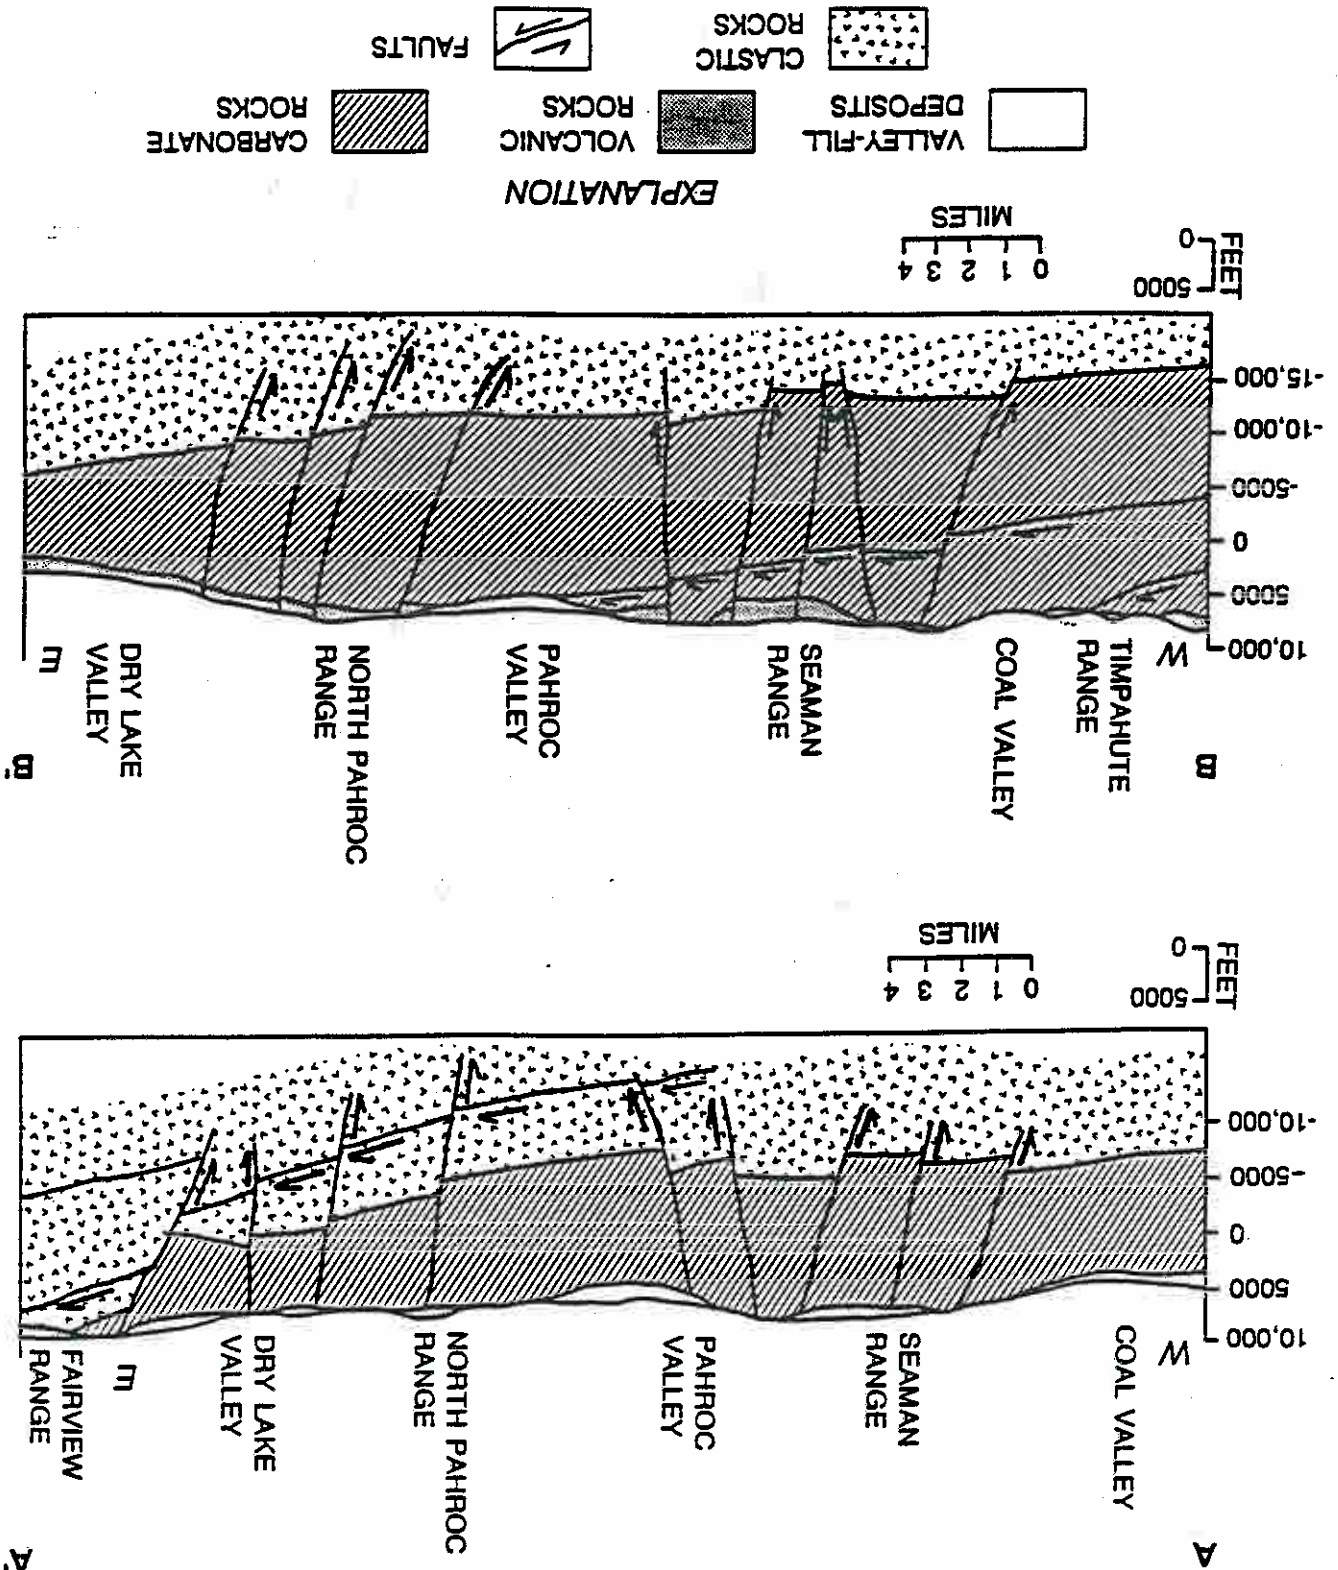 A
A'
COAL VALLEY
SEAMAN
RANGE
PAHROC
VALLEY
NORTH PAHROC
RANGE
DRY LAKE
VALLEY
FAIRVIEW
RANGE
W
E
10,000
5000
0
-5000
-10,000
FEET
5000
0
0 1 2 3 4
MILES
B
B'
TIMPAHUTE
RANGE
COAL VALLEY
SEAMAN
RANGE
PAHROC
VALLEY
NORTH PAHROC
RANGE
DRY LAKE
VALLEY
W
E
10,000
5000
0
-5000
-10,000
-15,000
FEET
5000
0
0 1 2 3 4
MILES
EXPLANATION
VALLEY-FILL
DEPOSITS
VOLCANIC
ROCKS
CARBONATE
ROCKS
CLASTIC
ROCKS
FAULTS